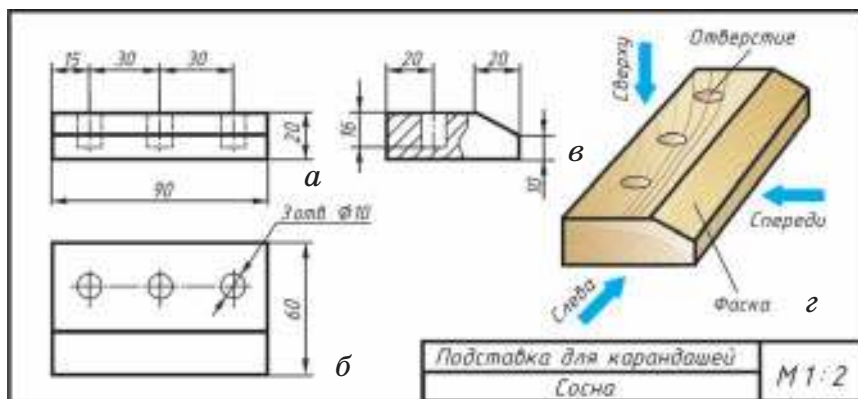 15 30 30
20
90
а
20 20
16
10
в
3 отв. Ф10
60
б
Отверстие
Сверху
Спереди
Слева
Фаска
г
Подставка для карандашей
Сосна
М 1:2